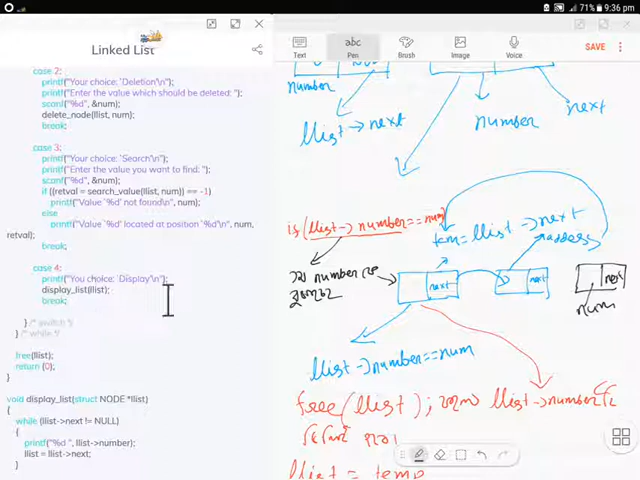 71% 9:36 pm
Linked List
case 2:
printf("Your choice: `Deletion\n");
printf("Enter the value which should be deleted: ");
scanf("%d", &num);
delete_node(llist, num);
break;
case 3:
printf("Your choice: `Search\n");
printf("Enter the value you want to find: ");
scanf("%d", &num);
if ((retval = search_value(llist, num)) == -1)
printf("Value `%d' not found\n", num);
else
printf("Value `%d' located at position `%d'\n", num,
retval);
break;
case 4:
printf("You choice: `Display\n");
display_list(llist);
break;
} /* switch */
} /* while */
free(llist);
return (0);
}
void display_list(struct NODE *llist)
{
while (llist->next != NULL)
{
printf("%d ", llist->number);
llist = llist->next;
}
abc
SAVE
Text
Pen
Brush
Image
Voice
number
llist → next
number
next
is (llist → number == num)
tem = llist → next
address
number
next
next
num
llist → number == num
free(llist);
llist → number
llist = temp